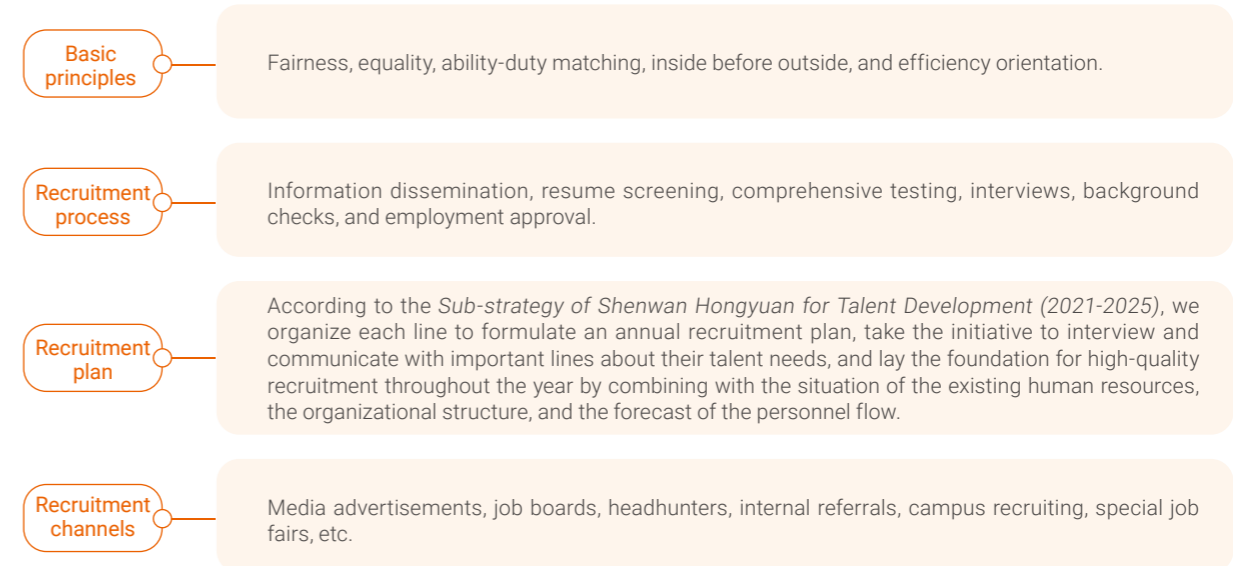 Basic
principles
Fairness, equality, ability-duty matching, inside before outside, and efficiency orientation.
Recruitment
process
Information dissemination, resume screening, comprehensive testing, interviews, background
checks, and employment approval.
Recruitment
plan
According to the Sub-strategy of Shenwan Hongyuan for Talent Development (2021-2025), we
organize each line to formulate an annual recruitment plan, take the initiative to interview and
communicate with important lines about their talent needs, and lay the foundation for high-quality
recruitment throughout the year by combining with the situation of the existing human resources,
the organizational structure, and the forecast of the personnel flow.
Recruitment
channels
Media advertisements, job boards, headhunters, internal referrals, campus recruiting, special job
fairs, etc.